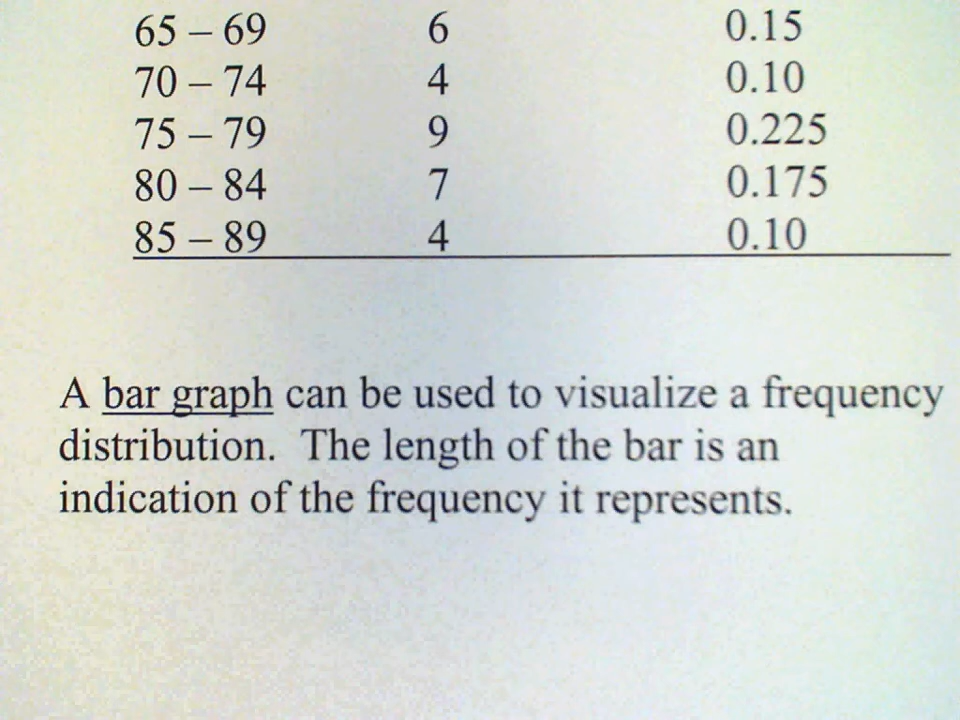 65 – 69 6 0.15
70 – 74 4 0.10
75 – 79 9 0.225
80 – 84 7 0.175
85 – 89 4 0.10
A bar graph can be used to visualize a frequency
distribution. The length of the bar is an
indication of the frequency it represents.